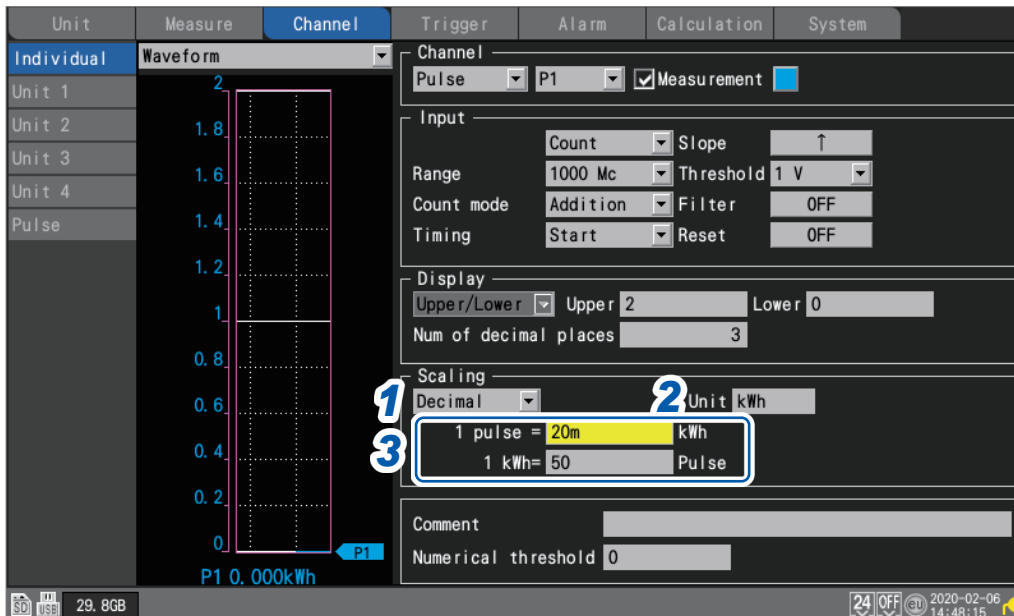 Unit Measure Channel Trigger Alarm Calculation System
Individual
Unit 1
Unit 2
Unit 3
Unit 4
Pulse
Waveform
2
1.8
1.6
1.4
1.2
1
0.8
0.6
0.4
0.2
0
P1
P1 0.000kWh
Channel
Pulse P1 Measurement
Input
Count Slope ↑
Range 1000 Mc Threshold 1 V
Count mode Addition Filter OFF
Timing Start Reset OFF
Display
Upper/Lower Upper 2 Lower 0
Num of decimal places 3
Scaling
1 Decimal 2 Unit kWh
3
1 pulse = 20m kWh
1 kWh= 50 Pulse
Comment
Numerical threshold 0
SD USB 29.8GB 24 OFF eu 2020-02-06
14:48:15